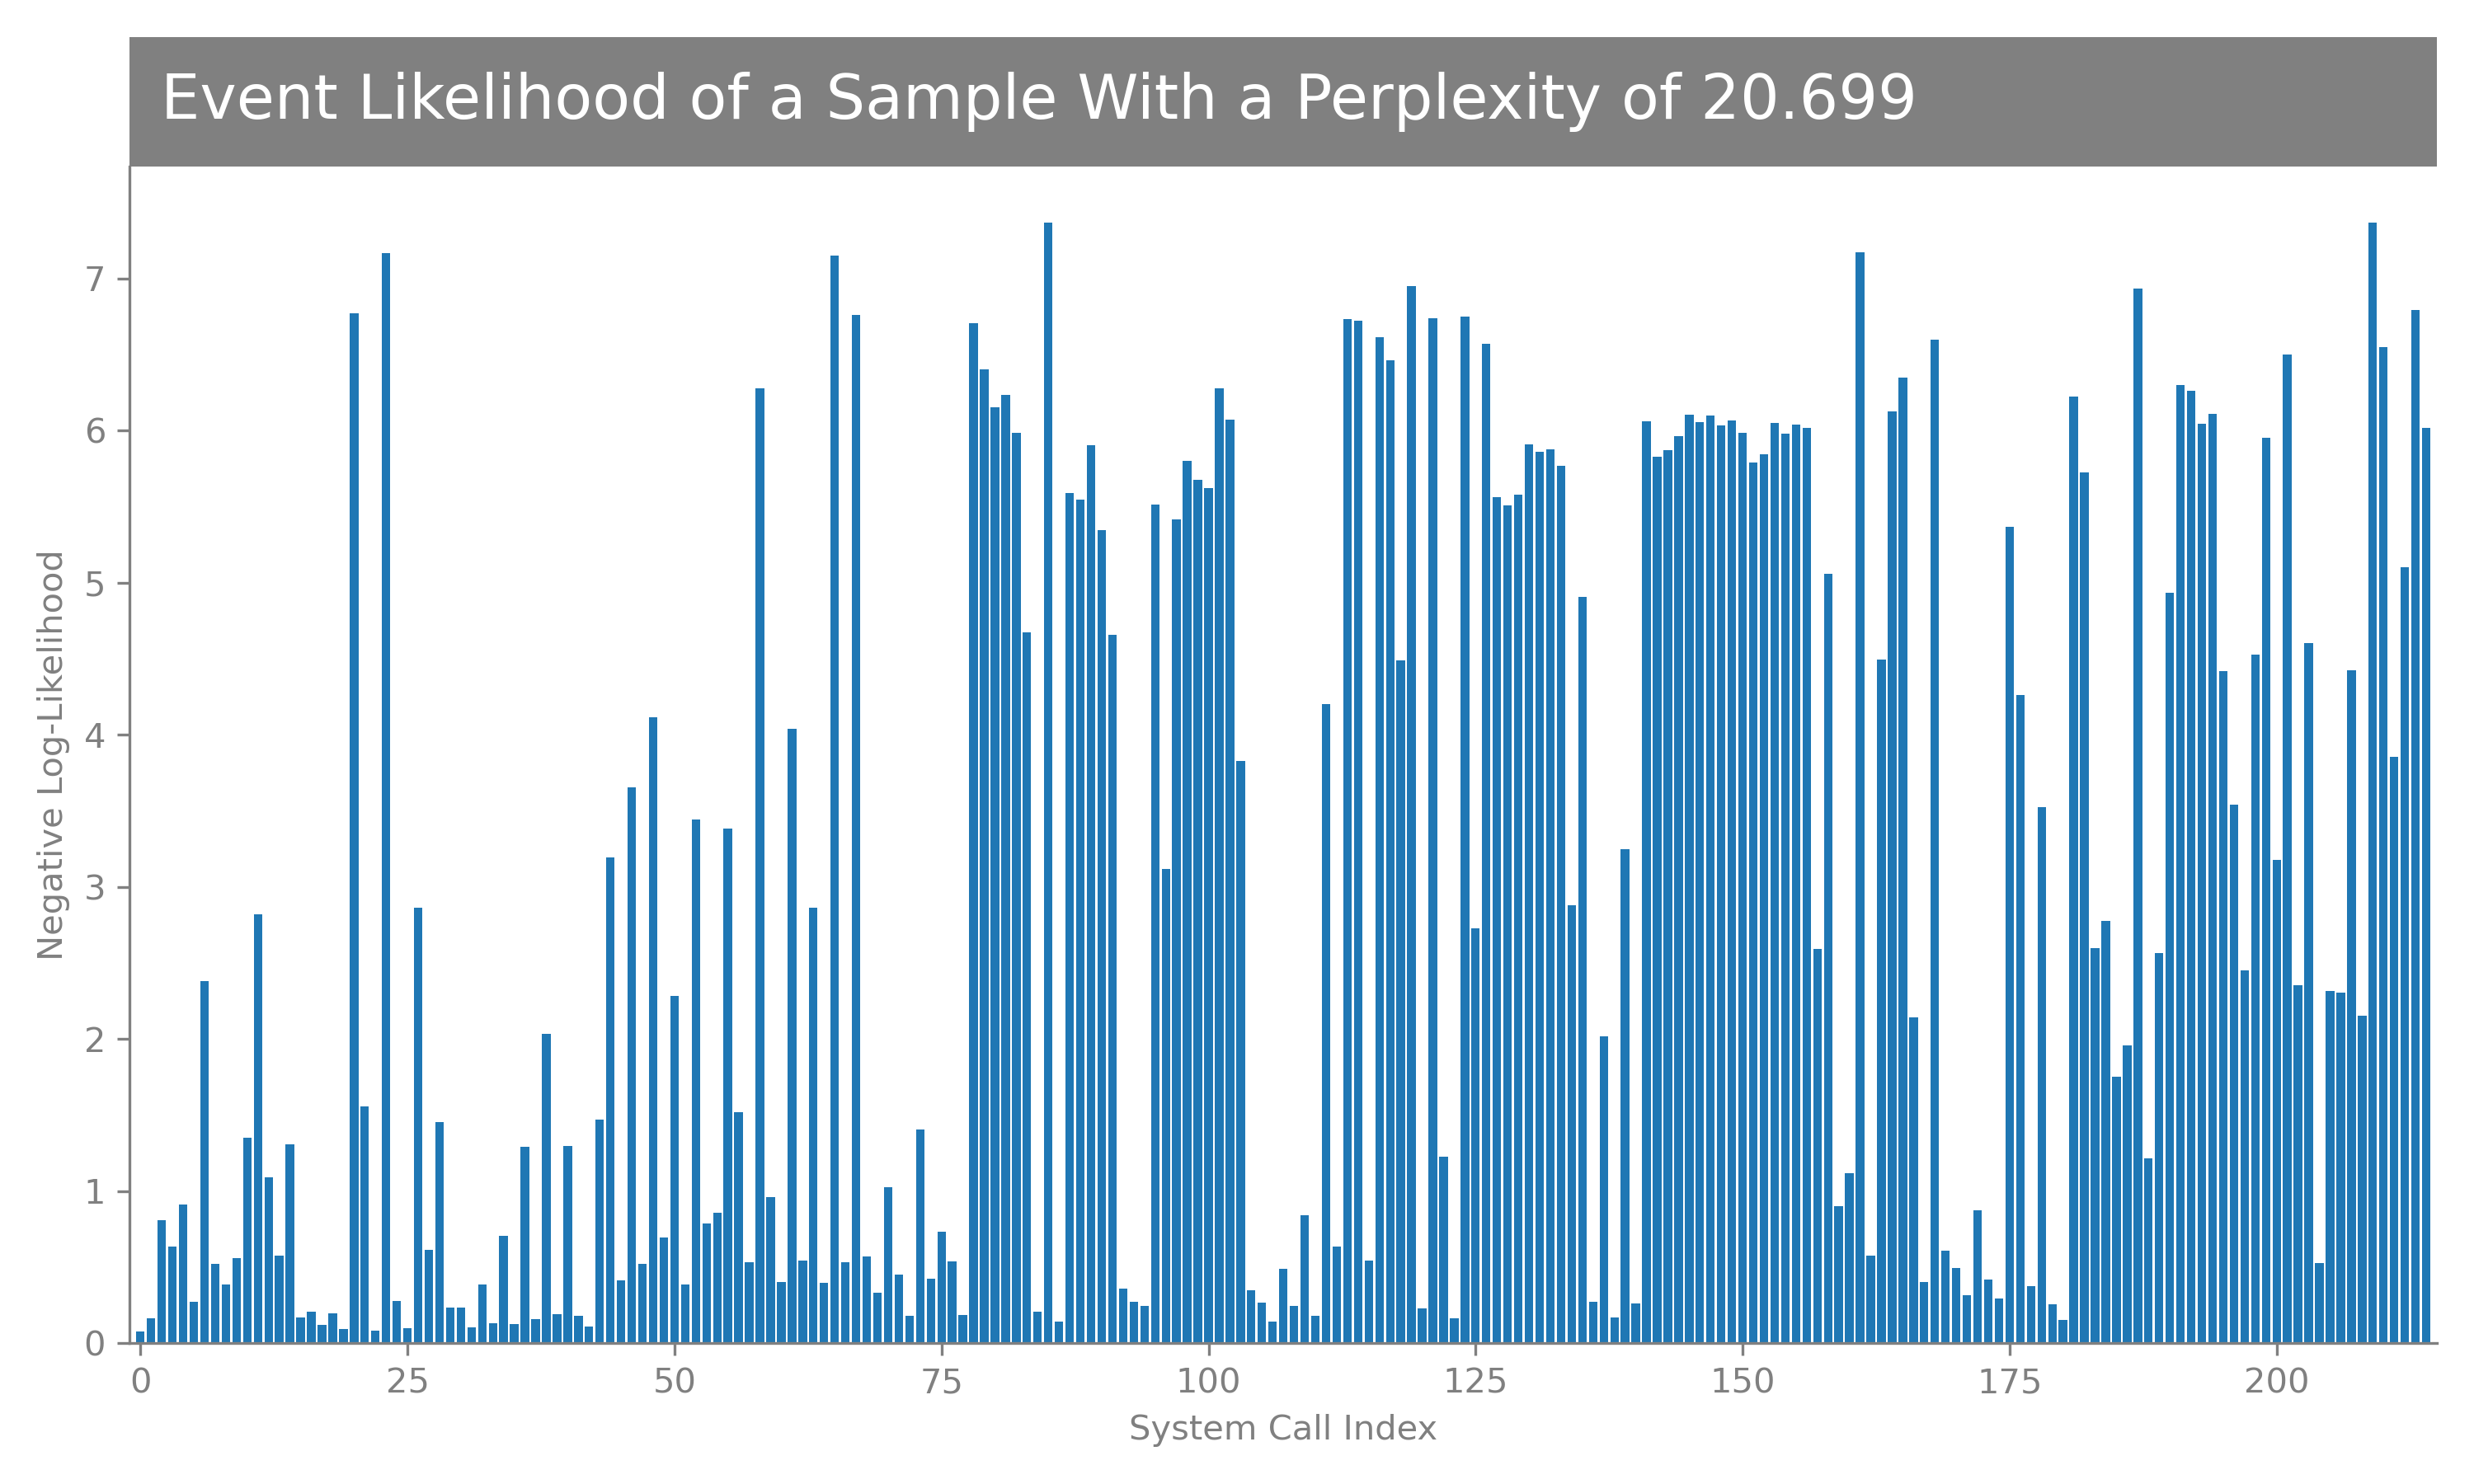 Event Likelihood of a Sample With a Perplexity of 20.699
Negative Log-Likelihood
7
6
5
4
3
2
1
0
0 25 50 75 100 125 150 175 200
System Call Index